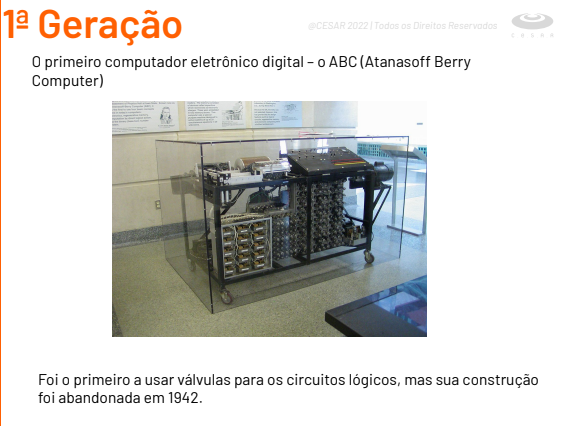 1ª Geração
@CESAR 2022 | Todos os Direitos Reservados
C E S A R
O primeiro computador eletrônico digital – o ABC (Atanasoff Berry
Computer)
Foi o primeiro a usar válvulas para os circuitos lógicos, mas sua construção
foi abandonada em 1942.